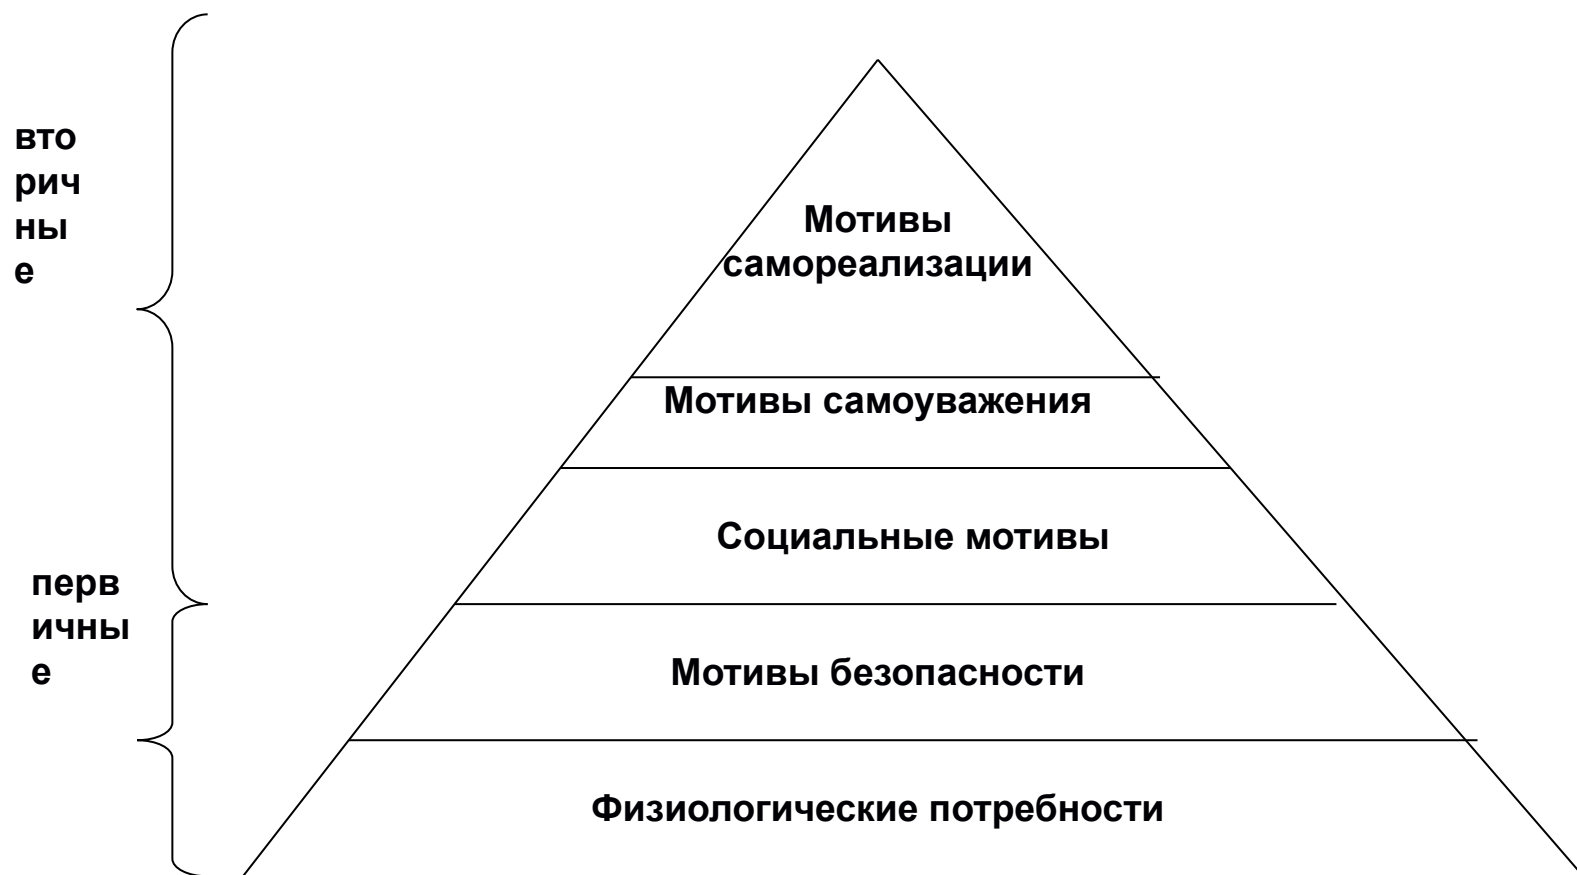 вто
рич
ны
е
Мотивы
самореализации
Мотивы самоуважения
Социальные мотивы
перв
ичны
е
Мотивы безопасности
Физиологические потребности